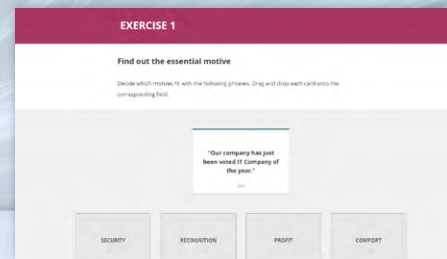 EXERCISE 1
Find out the essential motive
Decide which motives fit with the following phrases. Drag and drop each card onto the
corresponding field.
"Our company has just
been voted IT Company of
the year."
SECURITY
RECOGNITION
PROFIT
COMFORT